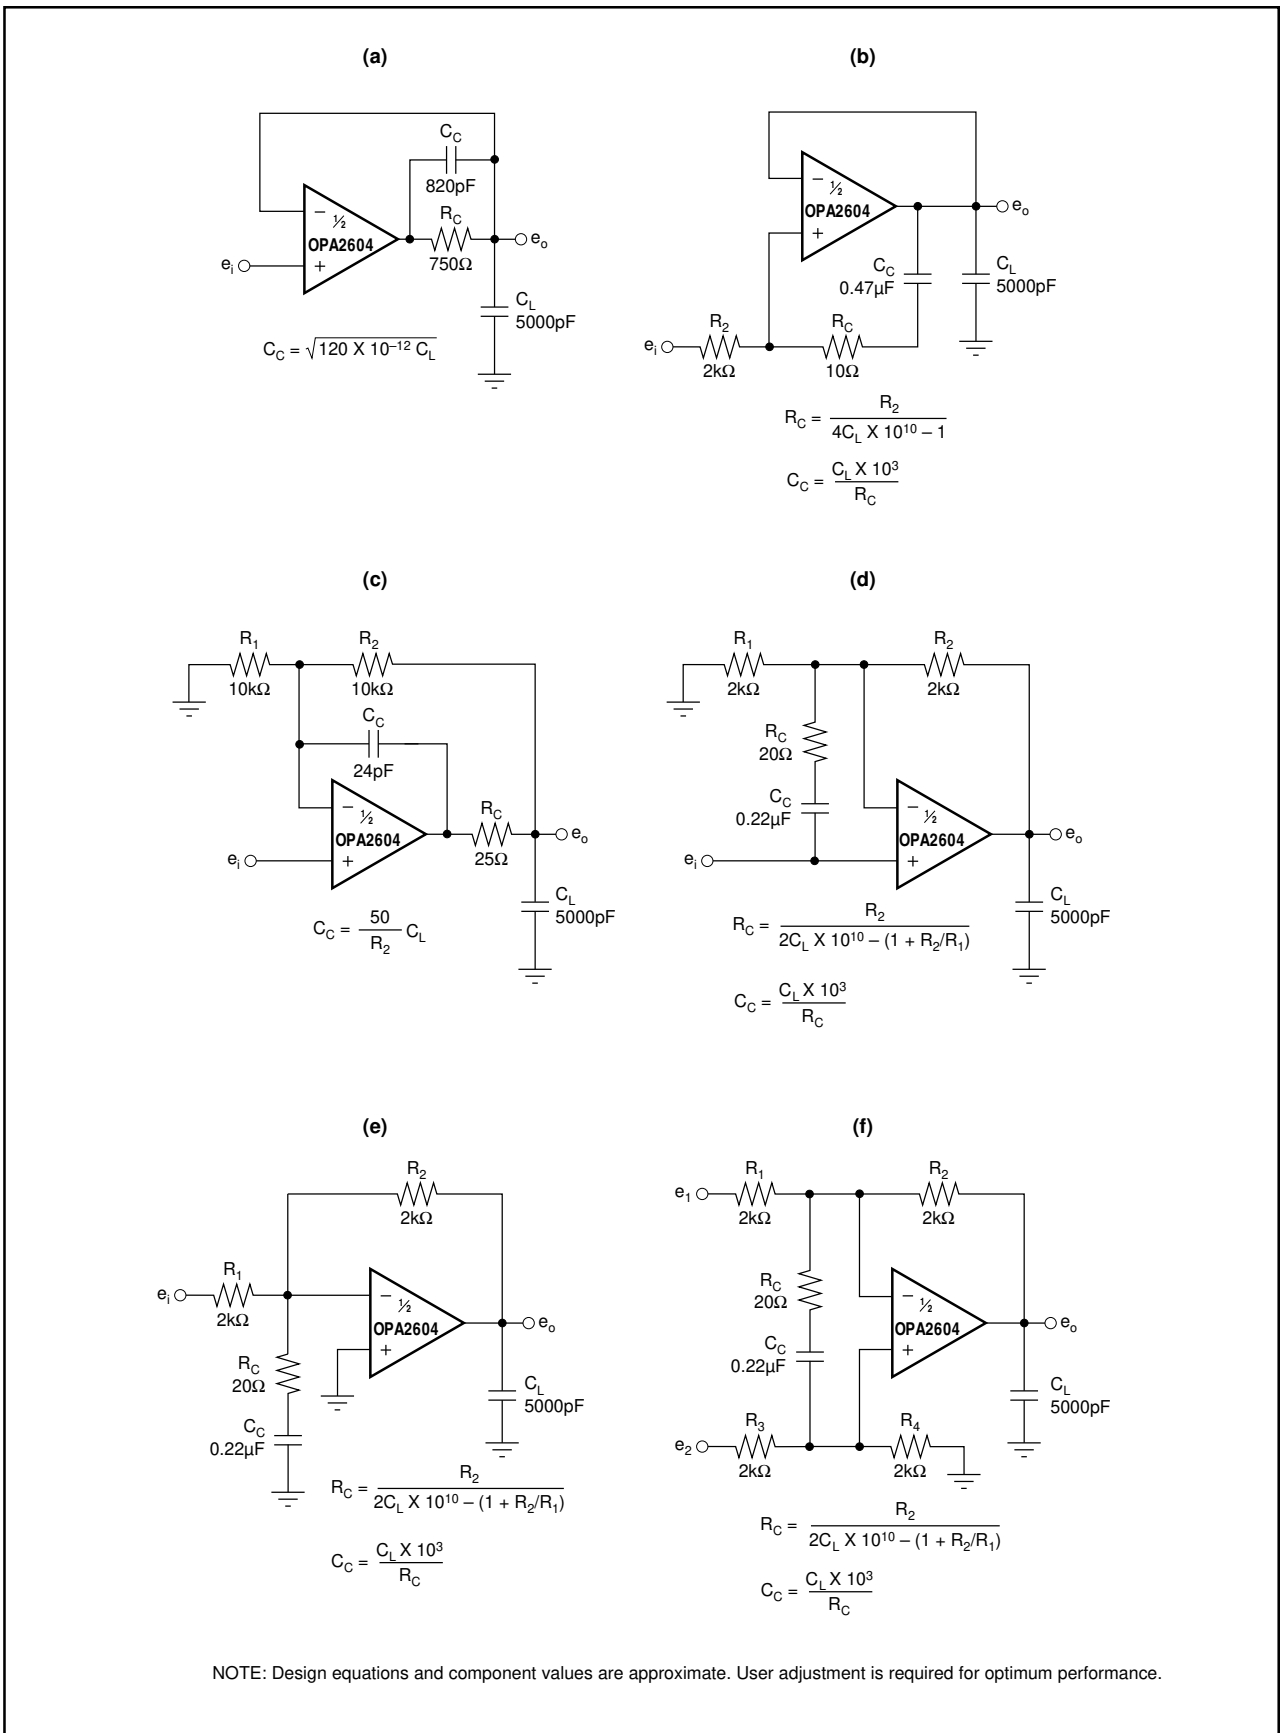 (a)
C_C
820pF
R_C
750Ω
– ½
OPA2604
+
e_i
e_o
C_L
5000pF
C_C = √120 X 10^–12 C_L
(b)
– ½
OPA2604
+
e_o
C_C
0.47µF
C_L
5000pF
R_2
2kΩ
R_C
10Ω
e_i
R_C = R_2 / 4C_L X 10^10 – 1
C_C = C_L X 10^3 / R_C
(c)
R_1
10kΩ
R_2
10kΩ
C_C
24pF
– ½
OPA2604
+
R_C
25Ω
e_i
e_o
C_L
5000pF
C_C = 50 / R_2 C_L
(d)
R_1
2kΩ
R_2
2kΩ
R_C
20Ω
C_C
0.22µF
– ½
OPA2604
+
e_i
e_o
C_L
5000pF
R_C = R_2 / 2C_L X 10^10 – (1 + R_2/R_1)
C_C = C_L X 10^3 / R_C
(e)
R_2
2kΩ
R_1
2kΩ
e_i
– ½
OPA2604
+
e_o
R_C
20Ω
C_C
0.22µF
C_L
5000pF
R_C = R_2 / 2C_L X 10^10 – (1 + R_2/R_1)
C_C = C_L X 10^3 / R_C
(f)
e_1
R_1
2kΩ
R_2
2kΩ
R_C
20Ω
C_C
0.22µF
– ½
OPA2604
+
e_o
C_L
5000pF
e_2
R_3
2kΩ
R_4
2kΩ
R_C = R_2 / 2C_L X 10^10 – (1 + R_2/R_1)
C_C = C_L X 10^3 / R_C
NOTE: Design equations and component values are approximate. User adjustment is required for optimum performance.